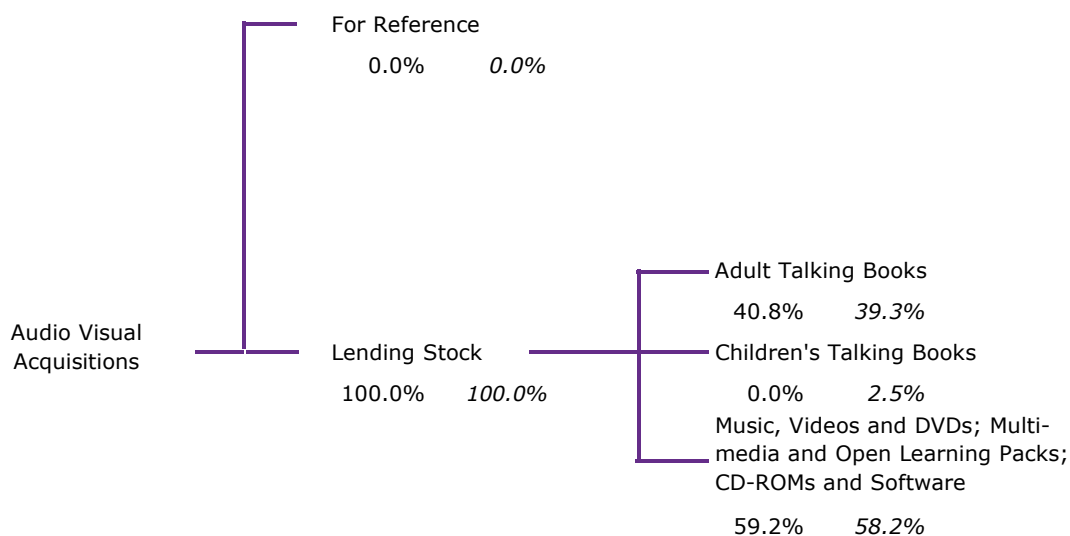 For Reference
0.0% 0.0%
Adult Talking Books
40.8% 39.3%
Audio Visual
Acquisitions
Lending Stock
100.0% 100.0%
Children's Talking Books
0.0% 2.5%
Music, Videos and DVDs; Multi-
media and Open Learning Packs;
CD-ROMs and Software
59.2% 58.2%